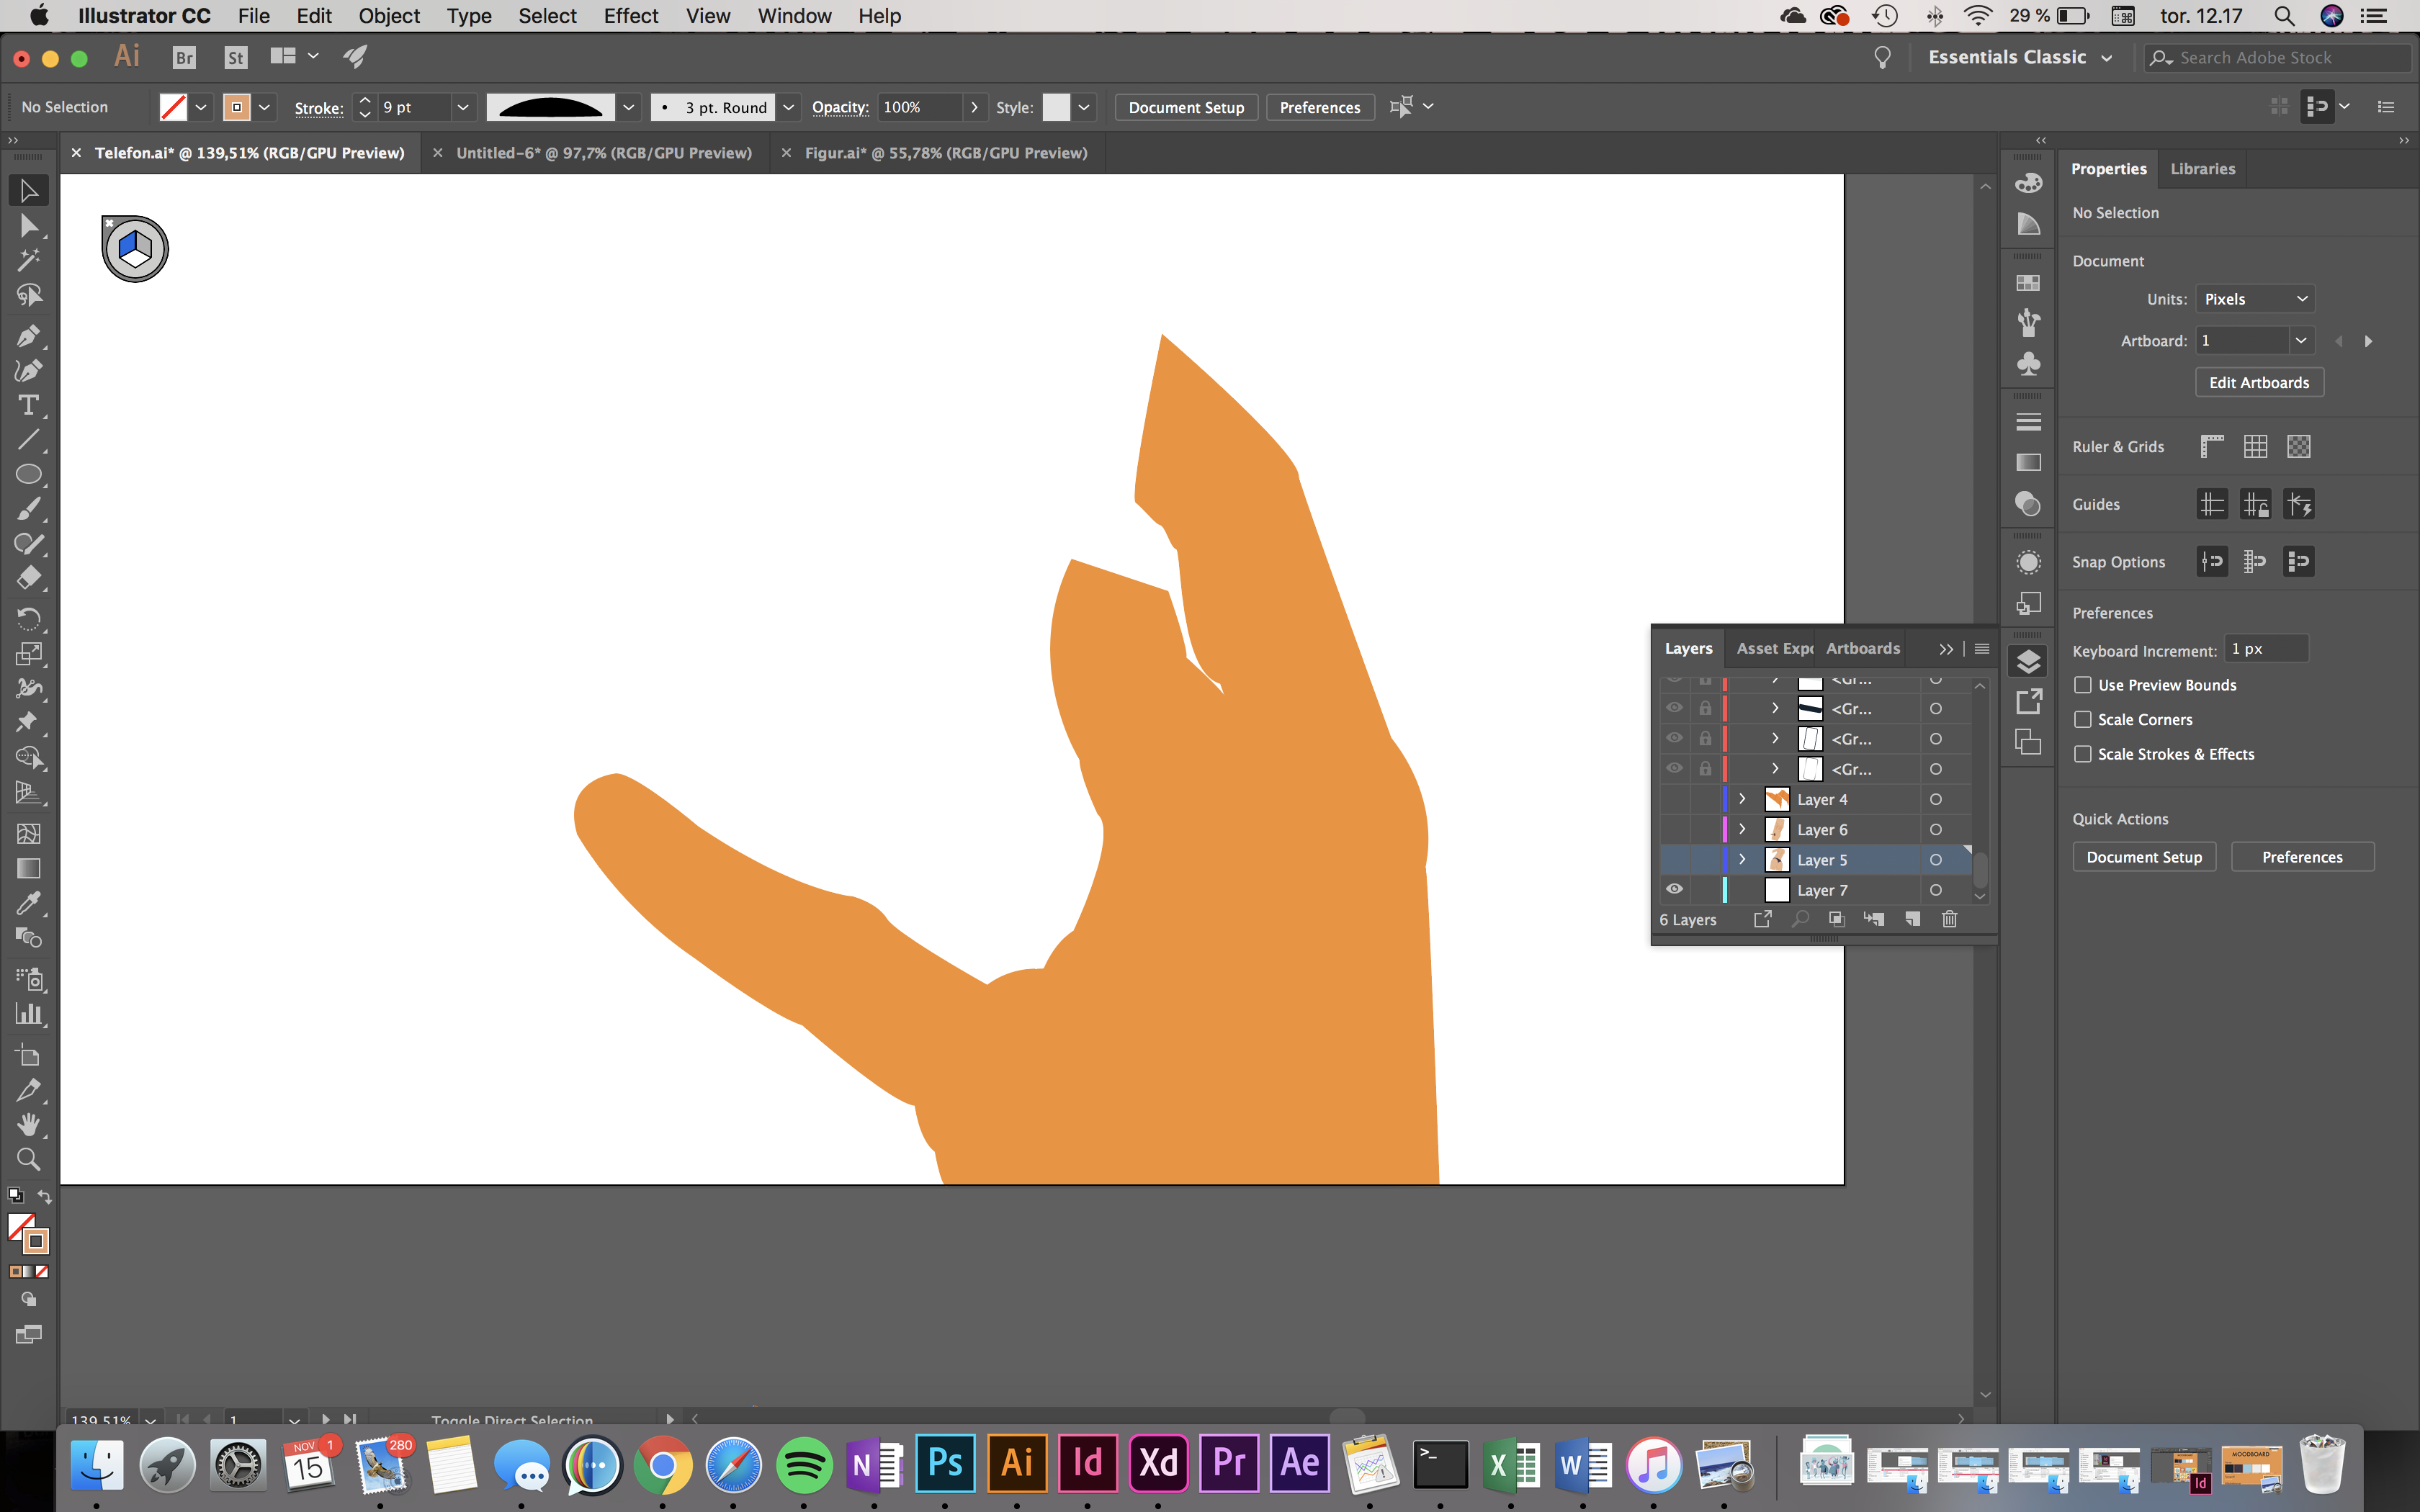 Illustrator CC File Edit Object Type Select Effect View Window Help 29 % tor. 12.17
Ai Br St Essentials Classic Search Adobe Stock
No Selection Stroke: 9 pt 3 pt. Round Opacity: 100% Style: Document Setup Preferences
Telefon.ai* @ 139,51% (RGB/GPU Preview) Untitled-6* @ 97,7% (RGB/GPU Preview) Figur.ai* @ 55,78% (RGB/GPU Preview)
Properties Libraries
No Selection
Document
Units: Pixels
Artboard: 1
Edit Artboards
Ruler & Grids
Guides
Snap Options
Preferences
Keyboard Increment: 1 px
Use Preview Bounds
Scale Corners
Scale Strokes & Effects
Quick Actions
Document Setup Preferences
Layers Asset Expo Artboards
<Gr...
<Gr...
<Gr...
<Gr...
Layer 4
Layer 6
Layer 5
Layer 7
6 Layers
139,51% 1 Toggle Direct Selection
NOV 15 1 280 N Ps Ai Id Xd Pr Ae >_ X W Id MOODBOARD